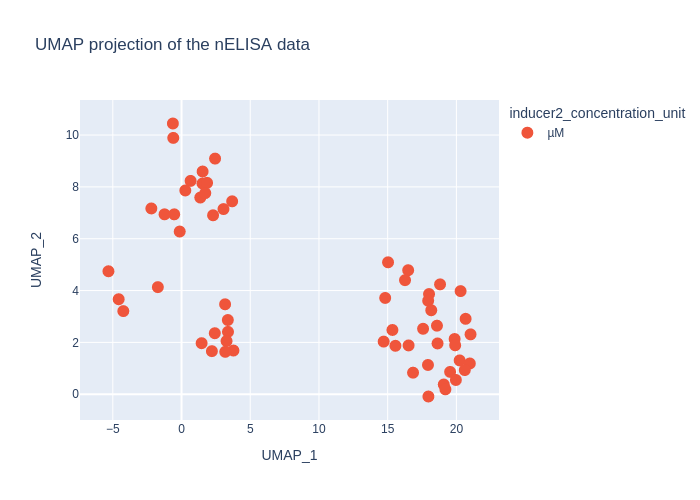 UMAP projection of the nELISA data
inducer2_concentration_unit
µM
UMAP_2
10
8
6
4
2
0
−5
0
5
10
15
20
UMAP_1